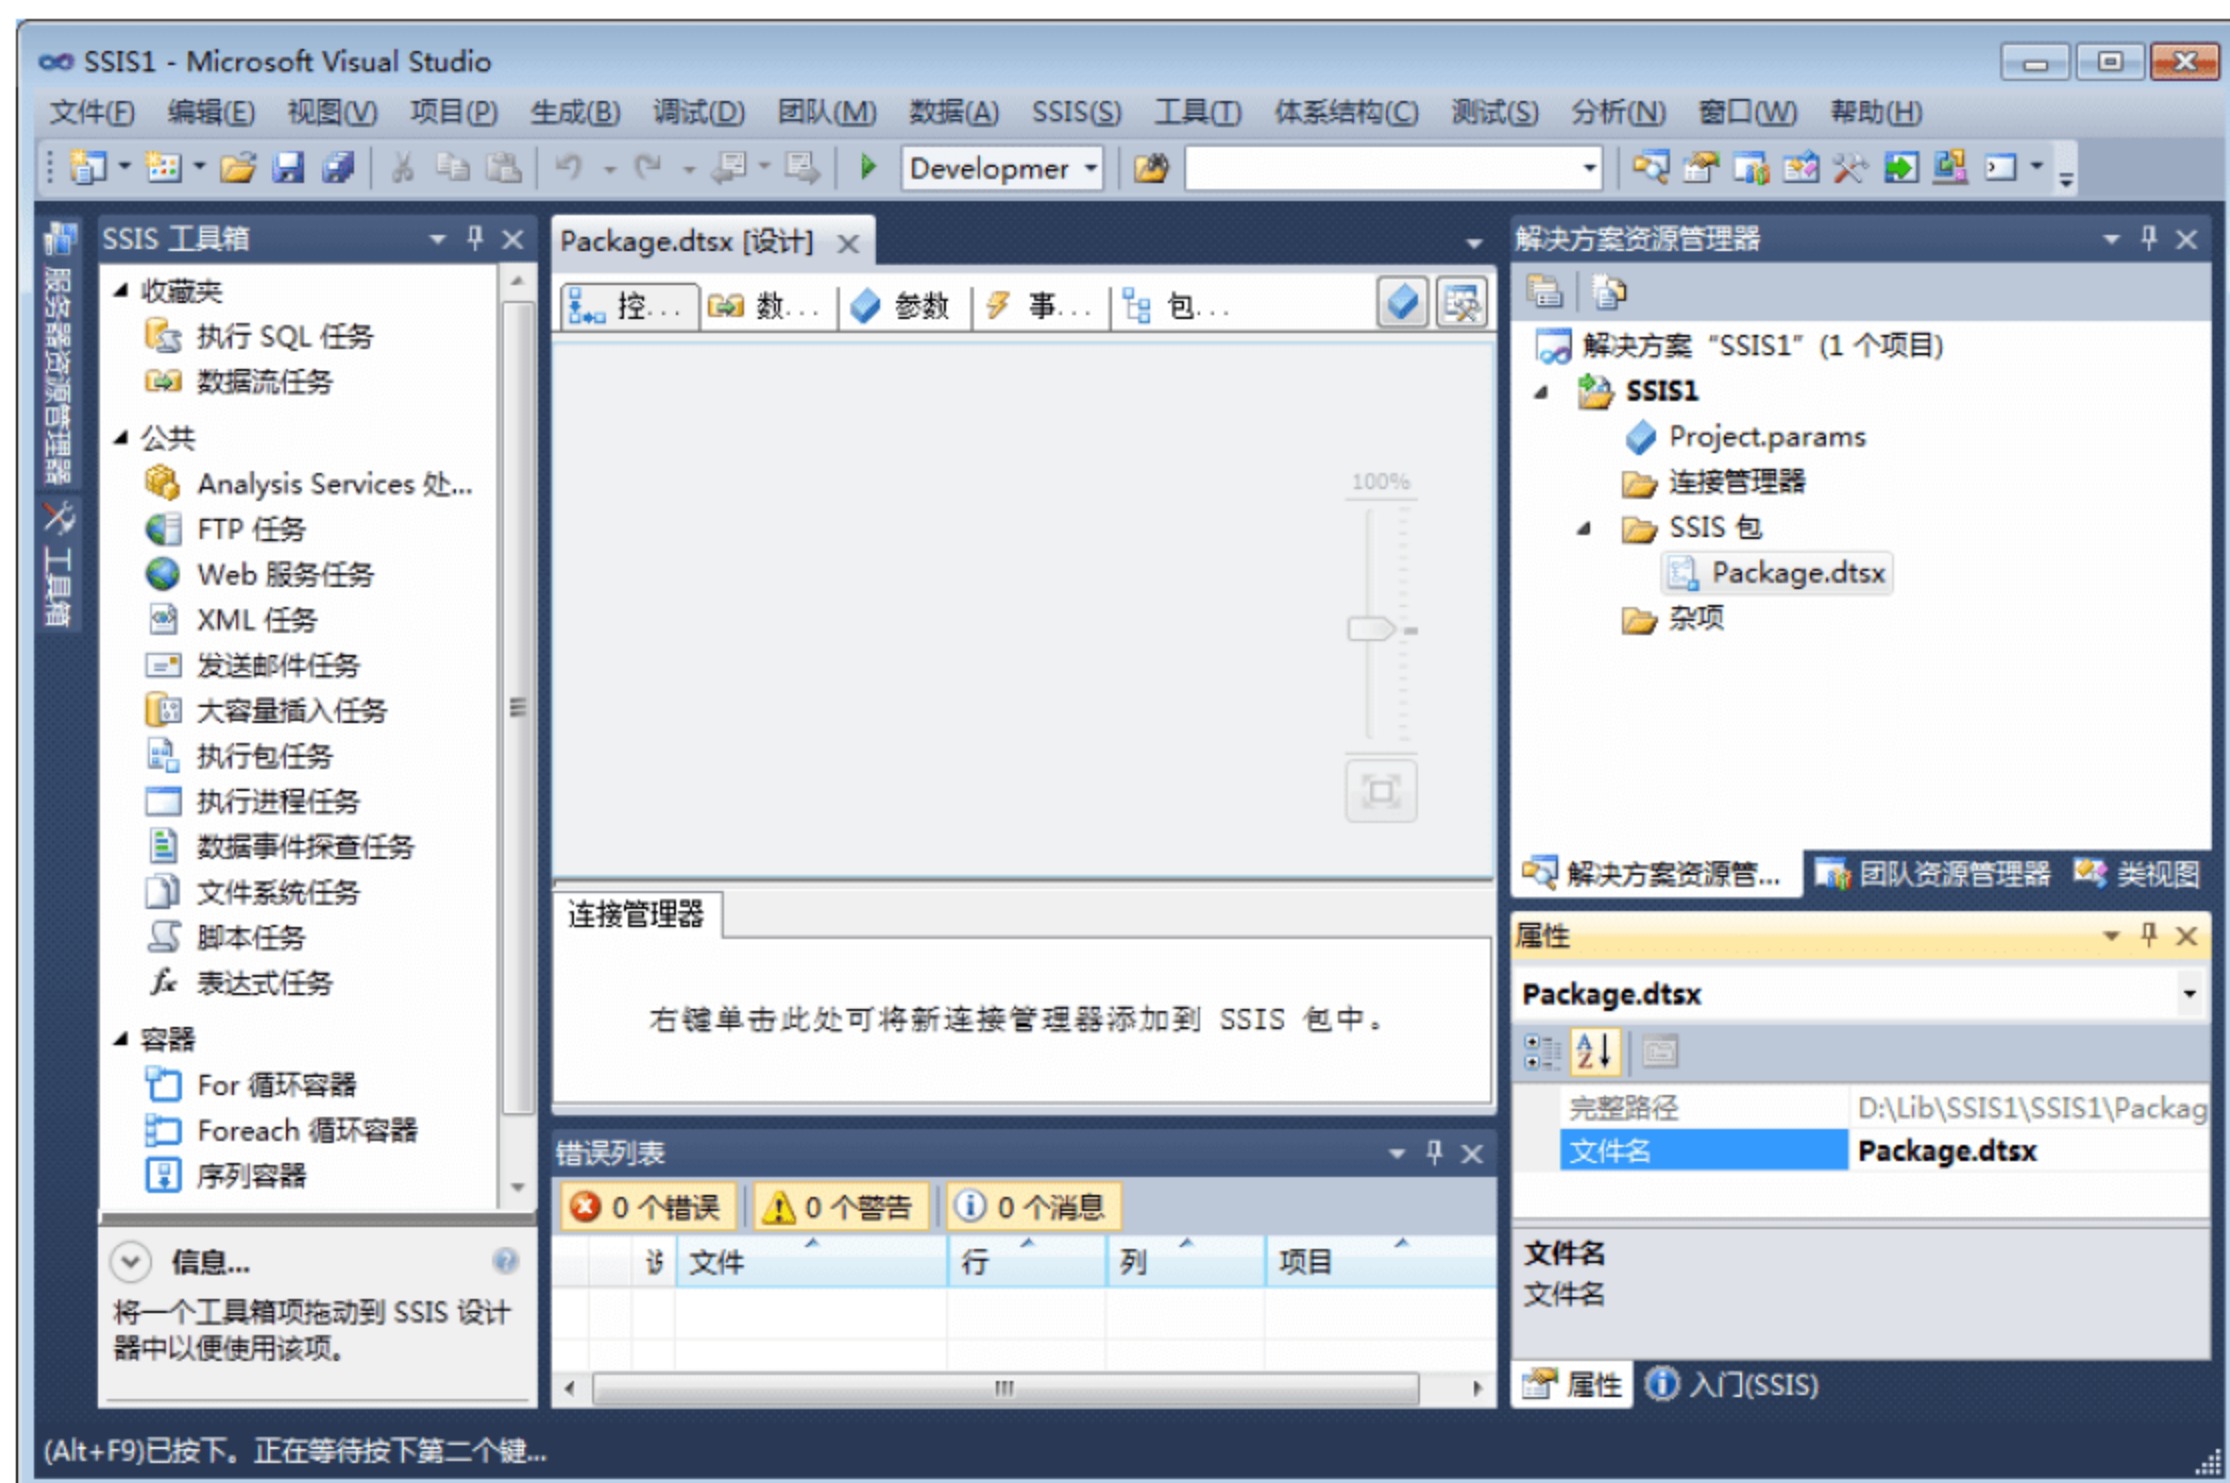 SSIS1 - Microsoft Visual Studio
文件(F) 编辑(E) 视图(V) 项目(P) 生成(B) 调试(D) 团队(M) 数据(A) SSIS(S) 工具(T) 体系结构(C) 测试(S) 分析(N) 窗口(W) 帮助(H)
Developmer
服务器资源管理器
工具箱
SSIS 工具箱
收藏夹
执行 SQL 任务
数据流任务
公共
Analysis Services 处...
FTP 任务
Web 服务任务
XML 任务
发送邮件任务
大容量插入任务
执行包任务
执行进程任务
数据事件探查任务
文件系统任务
脚本任务
表达式任务
容器
For 循环容器
Foreach 循环容器
序列容器
信息...
将一个工具箱项拖动到 SSIS 设计
器中以便使用该项。
Package.dtsx [设计]
控... 数... 参数 事... 包...
100%
连接管理器
右键单击此处可将新连接管理器添加到 SSIS 包中。
错误列表
0 个错误 0 个警告 0 个消息
文件 行 列 项目
解决方案资源管理器
解决方案 “SSIS1” (1 个项目)
SSIS1
Project.params
连接管理器
SSIS 包
Package.dtsx
杂项
解决方案资源管... 团队资源管理器 类视图
属性
Package.dtsx
完整路径 D:\Lib\SSIS1\SSIS1\Packag
文件名 Package.dtsx
文件名
文件名
属性 入门(SSIS)
(Alt+F9)已按下。正在等待按下第二个键...